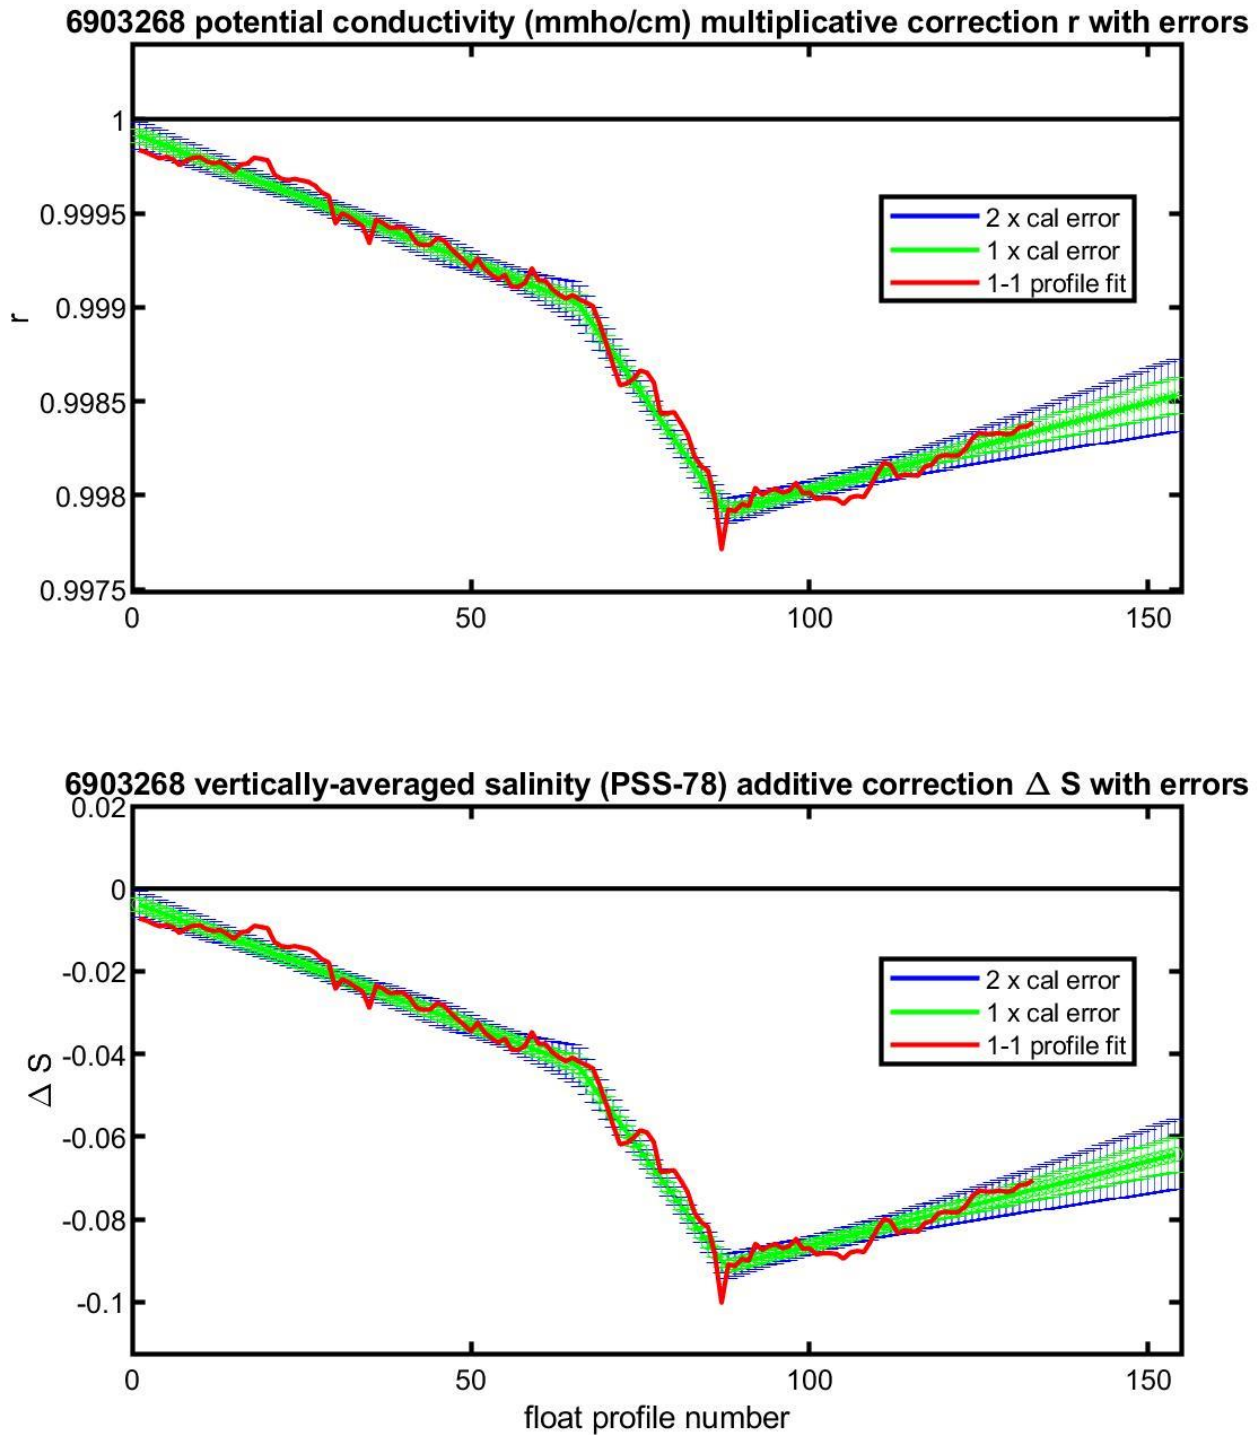 6903268 potential conductivity (mmho/cm) multiplicative correction r with errors
1
0.9995
0.999
0.9985
0.998
0.9975
r
2 x cal error
1 x cal error
1-1 profile fit
0 50 100 150
6903268 vertically-averaged salinity (PSS-78) additive correction Δ S with errors
0.02
0
-0.02
-0.04
-0.06
-0.08
-0.1
Δ S
2 x cal error
1 x cal error
1-1 profile fit
0 50 100 150
float profile number